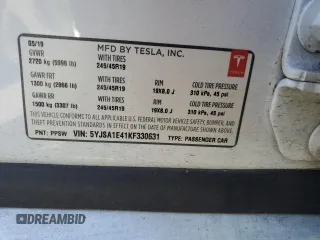 05/19
MFD BY TESLA, INC.
GVWR
2720 kg (5996 lb)
WITH TIRES
245/45R19
TESLA
GAWR FRT
1300 kg (2866 lb)
WITH TIRES
245/45R19
RIM
19X8.0 J
COLD TIRE PRESSURE
310 kPa, 45 psi
GAWR RR
1500 kg (3307 lb)
WITH TIRES
245/45R19
RIM
19X8.0 J
COLD TIRE PRESSURE
310 kPa, 45 psi
THIS VEHICLE CONFORMS TO ALL APPLICABLE
FEDERAL MOTOR VEHICLE SAFETY, BUMPER,
AND THEFT PREVENTION STANDARDS IN EFFECT ON
THE DATE OF MANUFACTURE SHOWN ABOVE.
PNT: PPSW VIN: 5YJSA1E41KF330631 TYPE: PASSENGER CAR
DREAMBID